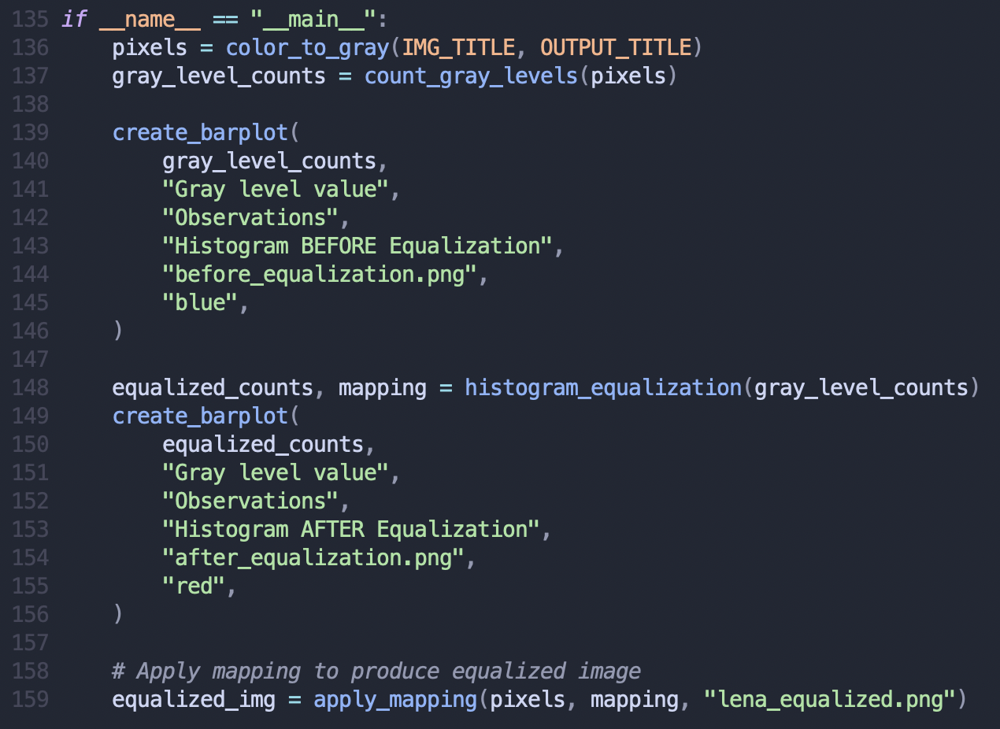 135 if __name__ == "__main__":
136     pixels = color_to_gray(IMG_TITLE, OUTPUT_TITLE)
137     gray_level_counts = count_gray_levels(pixels)
138
139     create_barplot(
140         gray_level_counts,
141         "Gray level value",
142         "Observations",
143         "Histogram BEFORE Equalization",
144         "before_equalization.png",
145         "blue",
146     )
147
148     equalized_counts, mapping = histogram_equalization(gray_level_counts)
149     create_barplot(
150         equalized_counts,
151         "Gray level value",
152         "Observations",
153         "Histogram AFTER Equalization",
154         "after_equalization.png",
155         "red",
156     )
157
158     # Apply mapping to produce equalized image
159     equalized_img = apply_mapping(pixels, mapping, "lena_equalized.png")